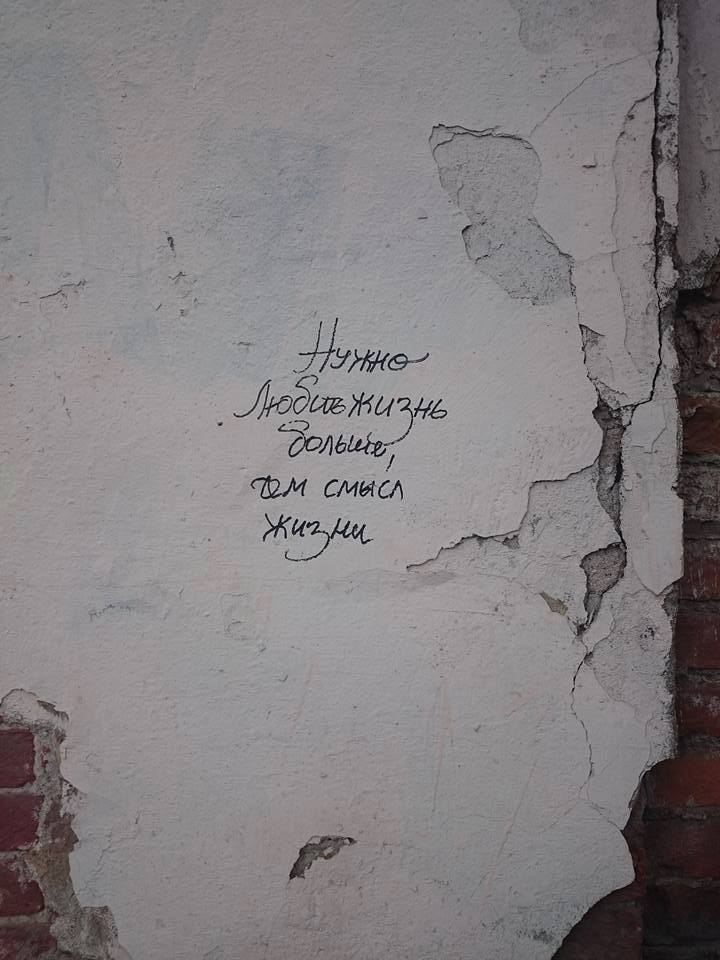 Нужно
Любить жизнь
больше,
чем смысл
жизни